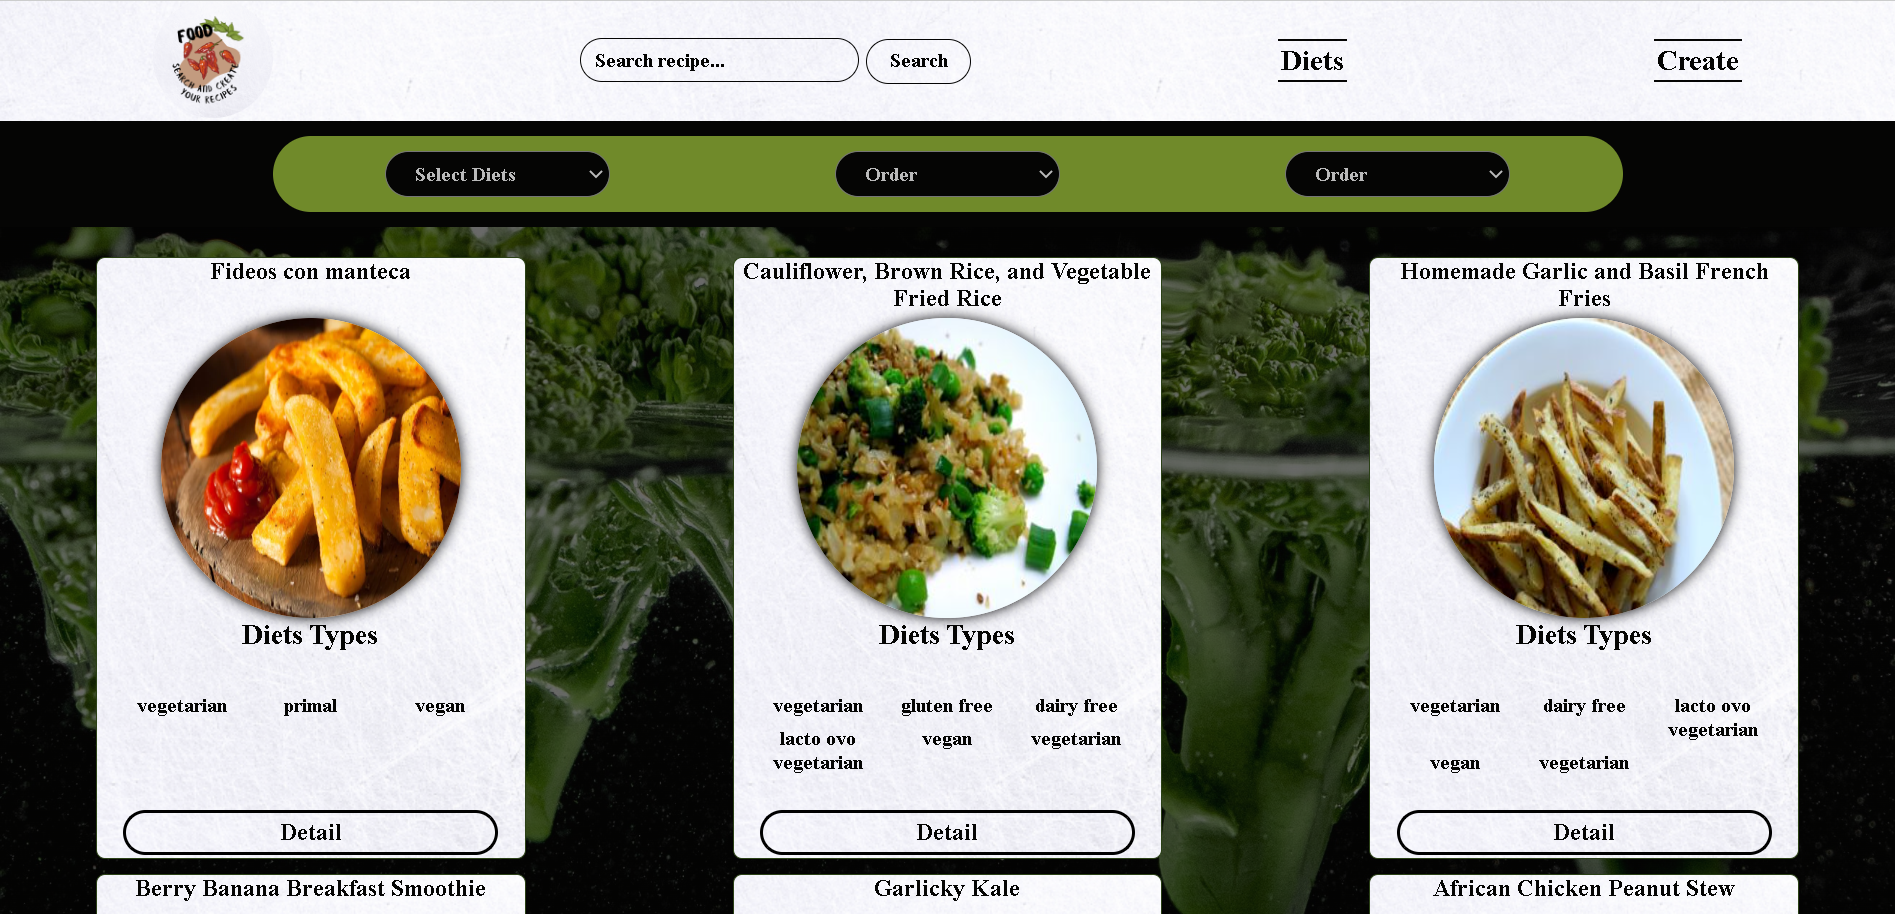 FOOD
SEARCH AND CREATE
YOUR RECIPES
Search recipe...
Search
Diets
Create
Select Diets
Order
Order
Fideos con manteca
Diets Types
vegetarian primal vegan
Detail
Cauliflower, Brown Rice, and Vegetable
Fried Rice
Diets Types
vegetarian gluten free dairy free
lacto ovo vegan vegetarian
vegetarian
Detail
Homemade Garlic and Basil French
Fries
Diets Types
vegetarian dairy free lacto ovo
vegetarian
vegan vegetarian
Detail
Berry Banana Breakfast Smoothie
Garlicky Kale
African Chicken Peanut Stew